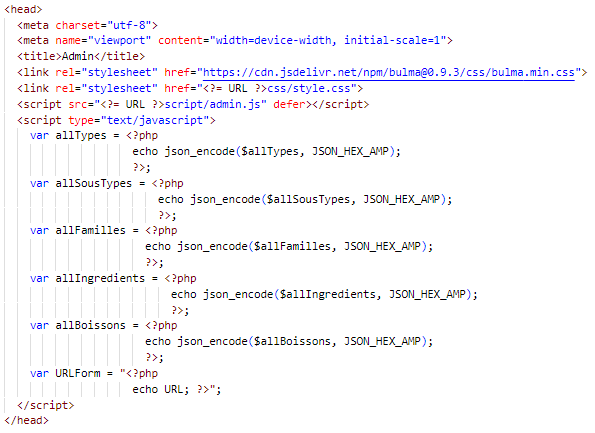 <head>
<meta charset="utf-8">
<meta name="viewport" content="width=device-width, initial-scale=1">
<title>Admin</title>
<link rel="stylesheet" href="https://cdn.jsdelivr.net/npm/bulma@0.9.3/css/bulma.min.css">
<link rel="stylesheet" href="<?= URL ?>css/style.css">
<script src="<?= URL ?>script/admin.js" defer></script>
<script type="text/javascript">
var allTypes = <?php
echo json_encode($allTypes, JSON_HEX_AMP);
?>;
var allSousTypes = <?php
echo json_encode($allSousTypes, JSON_HEX_AMP);
?>;
var allFamilles = <?php
echo json_encode($allFamilles, JSON_HEX_AMP);
?>;
var allIngredients = <?php
echo json_encode($allIngredients, JSON_HEX_AMP);
?>;
var allBoissons = <?php
echo json_encode($allBoissons, JSON_HEX_AMP);
?>;
var URLForm = "<?php
echo URL; ?>";
</script>
</head>